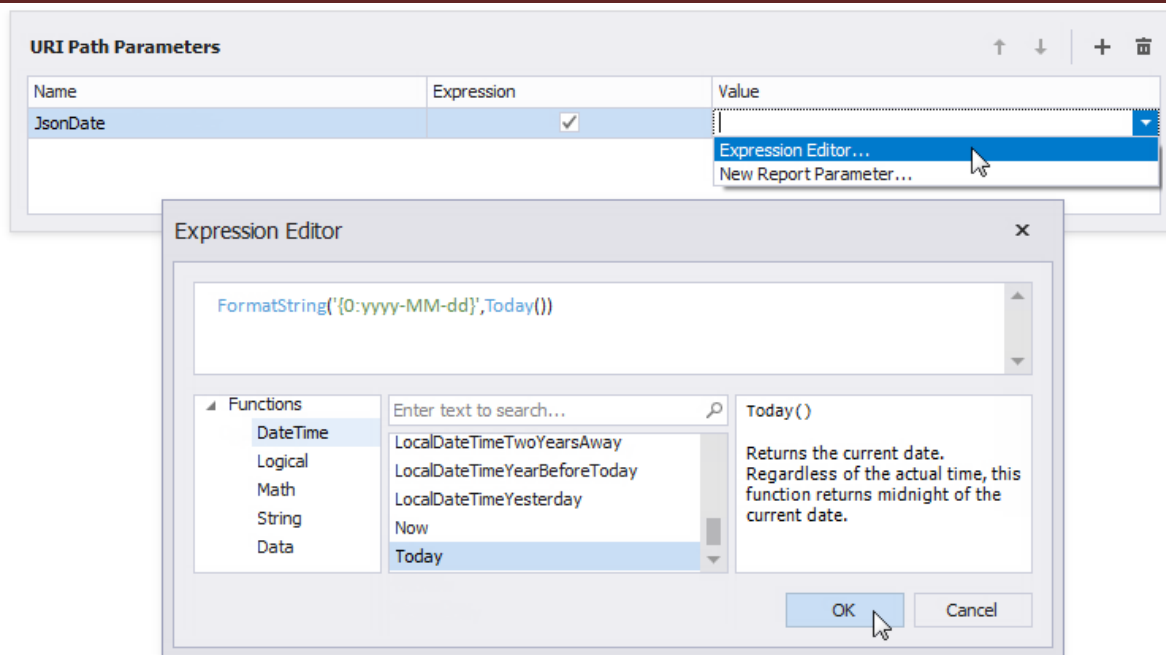 URI Path Parameters
Name Expression Value
JsonDate
Expression Editor...
New Report Parameter...
Expression Editor
FormatString('{0:yyyy-MM-dd}',Today())
Functions
DateTime
Logical
Math
String
Data
Enter text to search...
LocalDateTimeTwoYearsAway
LocalDateTimeYearBeforeToday
LocalDateTimeYesterday
Now
Today
Today()
Returns the current date.
Regardless of the actual time, this
function returns midnight of the
current date.
OK Cancel